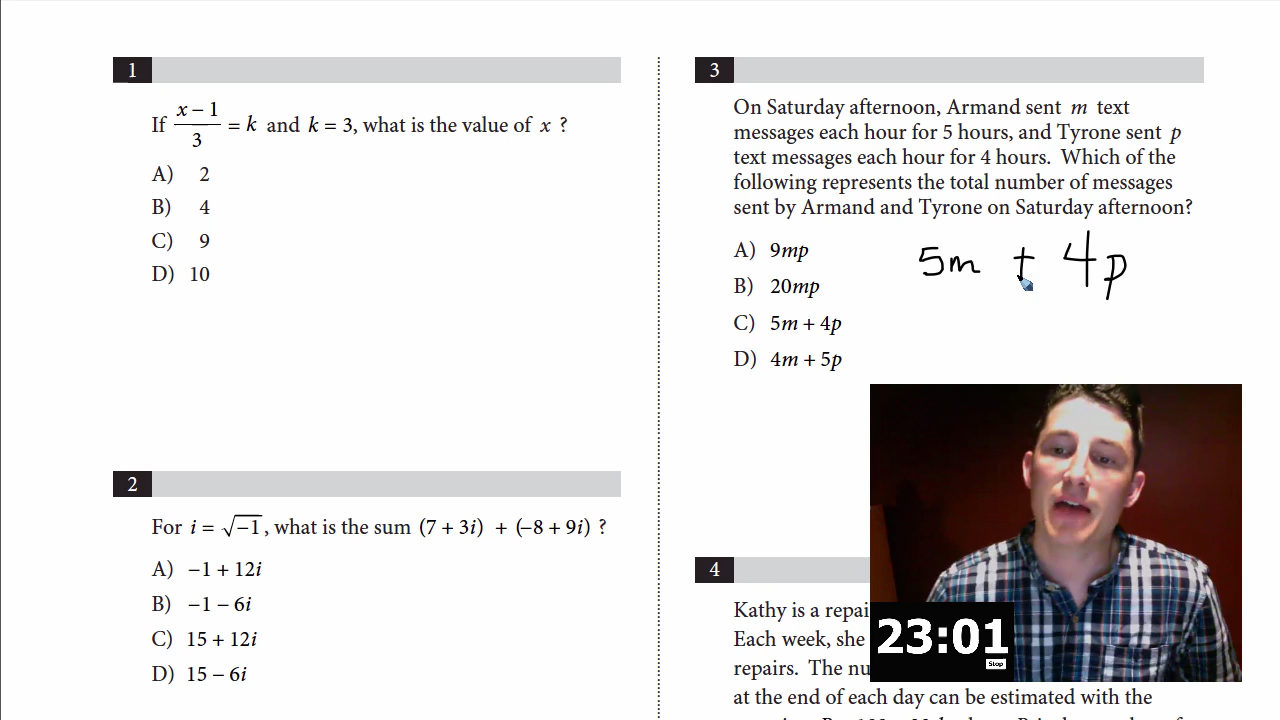 1
If x − 1 / 3 = k and k = 3, what is the value of x ?
A) 2
B) 4
C) 9
D) 10
2
For i = √−1, what is the sum (7 + 3i) + (−8 + 9i) ?
A) −1 + 12i
B) −1 − 6i
C) 15 + 12i
D) 15 − 6i
3
On Saturday afternoon, Armand sent m text
messages each hour for 5 hours, and Tyrone sent p
text messages each hour for 4 hours. Which of the
following represents the total number of messages
sent by Armand and Tyrone on Saturday afternoon?
A) 9mp
B) 20mp
C) 5m + 4p
D) 4m + 5p
5m + 4p
4
Kathy is a repai
Each week, she
repairs. The nu
at the end of each day can be estimated with the
23:01
Stop